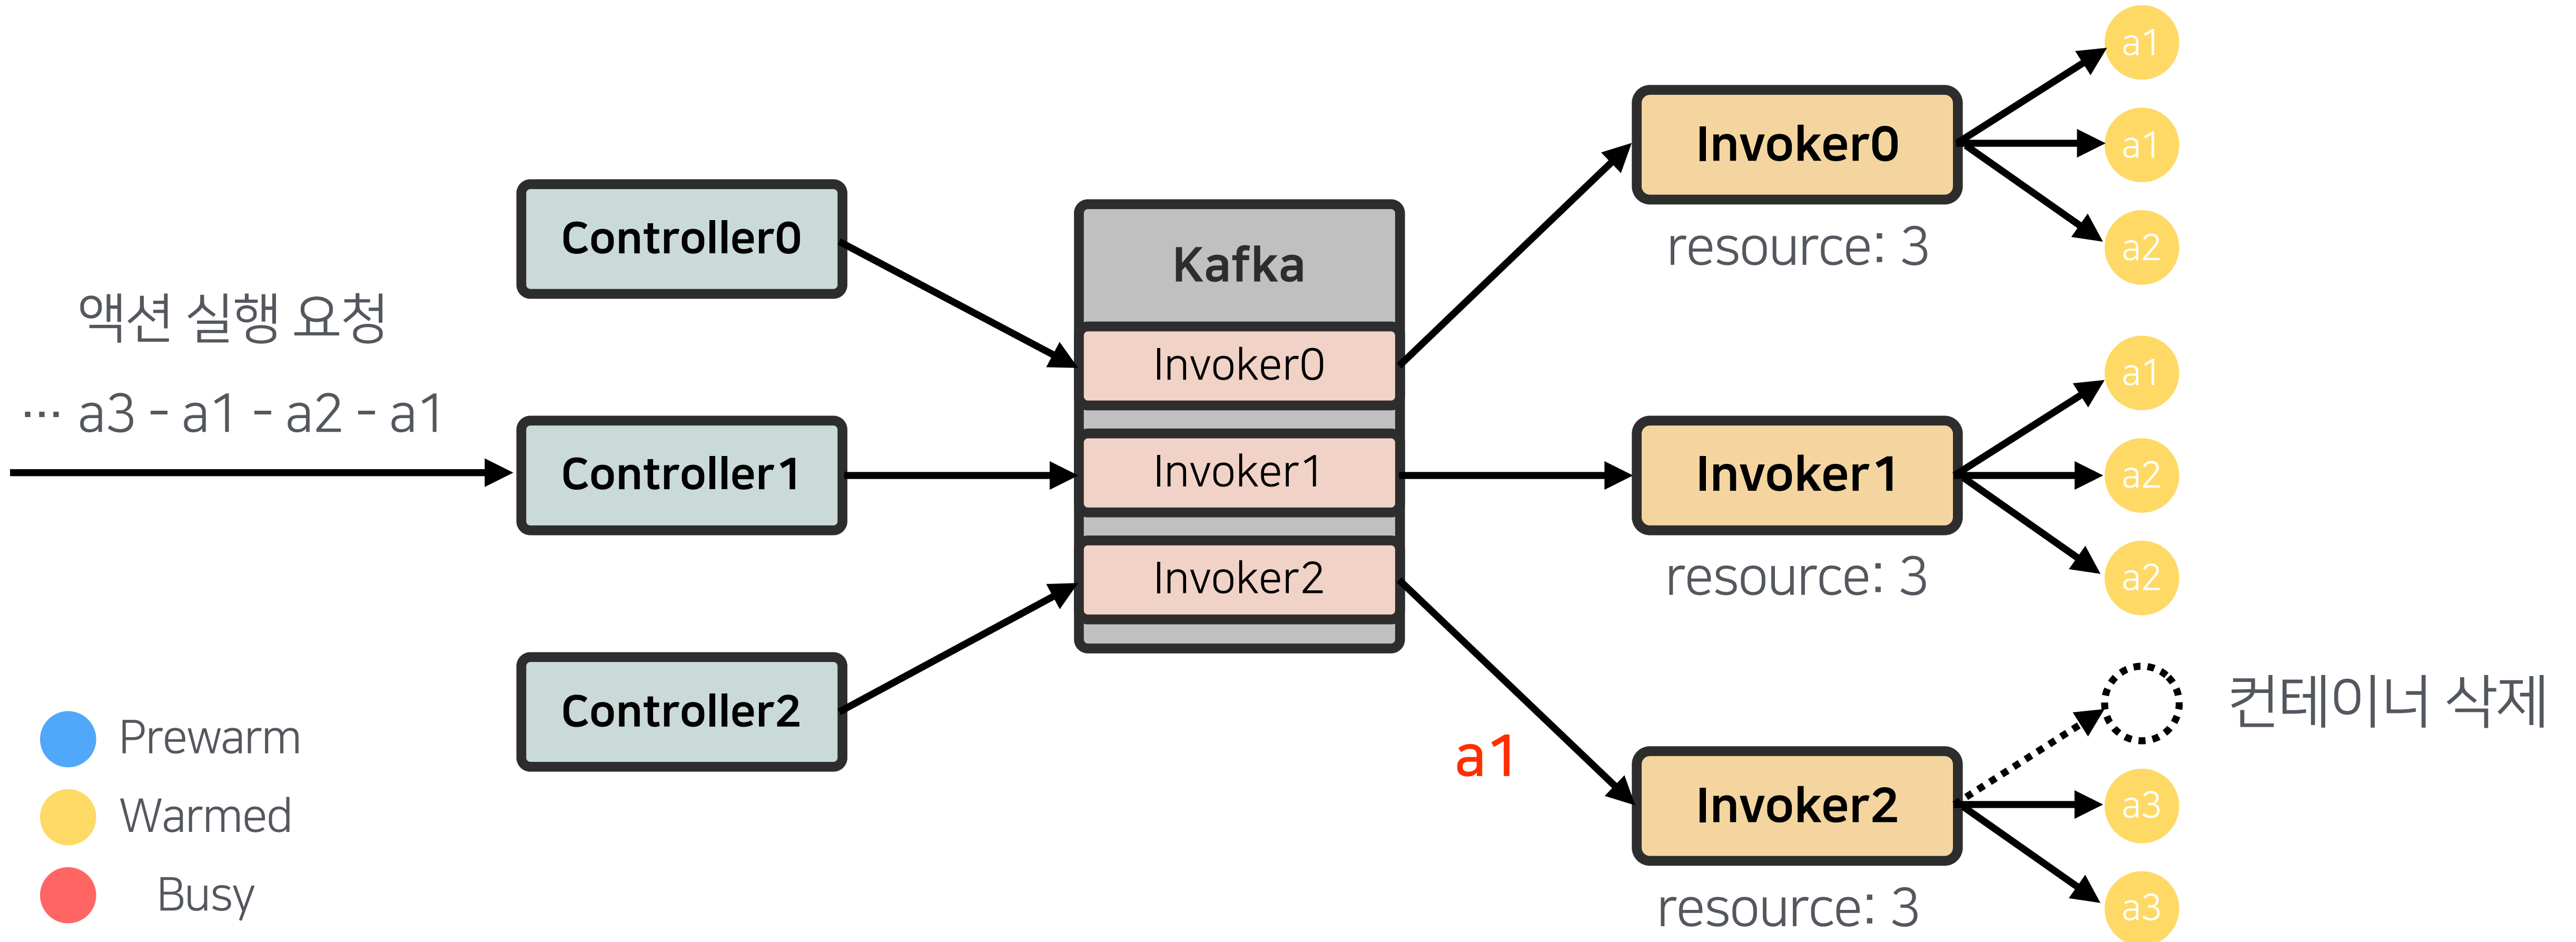 액션 실행 요청
... a3 - a1 - a2 - a1
Controller0
Controller1
Controller2
Kafka
Invoker0
Invoker1
Invoker2
a1
Invoker0
resource: 3
a1
a1
a2
Invoker1
resource: 3
a1
a2
a2
Invoker2
resource: 3
컨테이너 삭제
a3
a3
Prewarm
Warmed
Busy